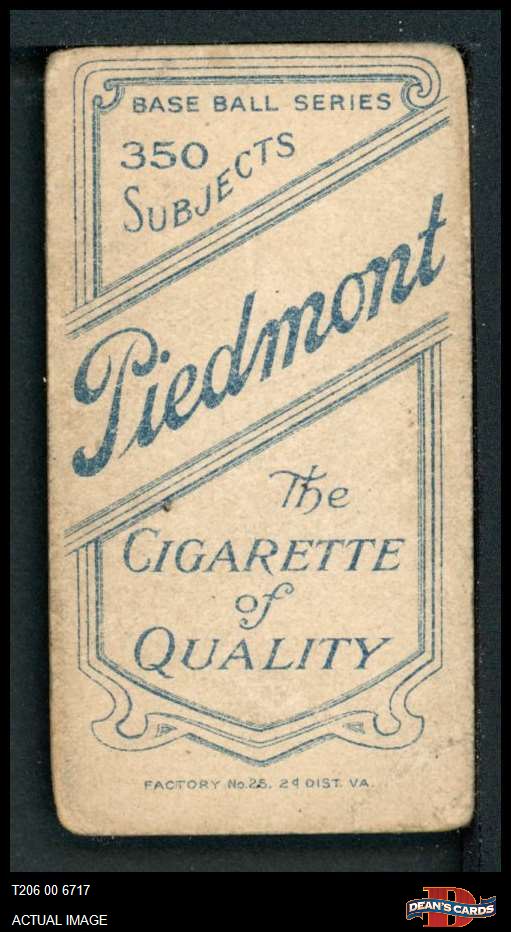 BASE BALL SERIES
350
SUBJECTS
Piedmont
The
CIGARETTE
of
QUALITY
FACTORY No.25. 2d DIST. VA.
T206 00 6717
ACTUAL IMAGE
D
DEAN'S CARDS